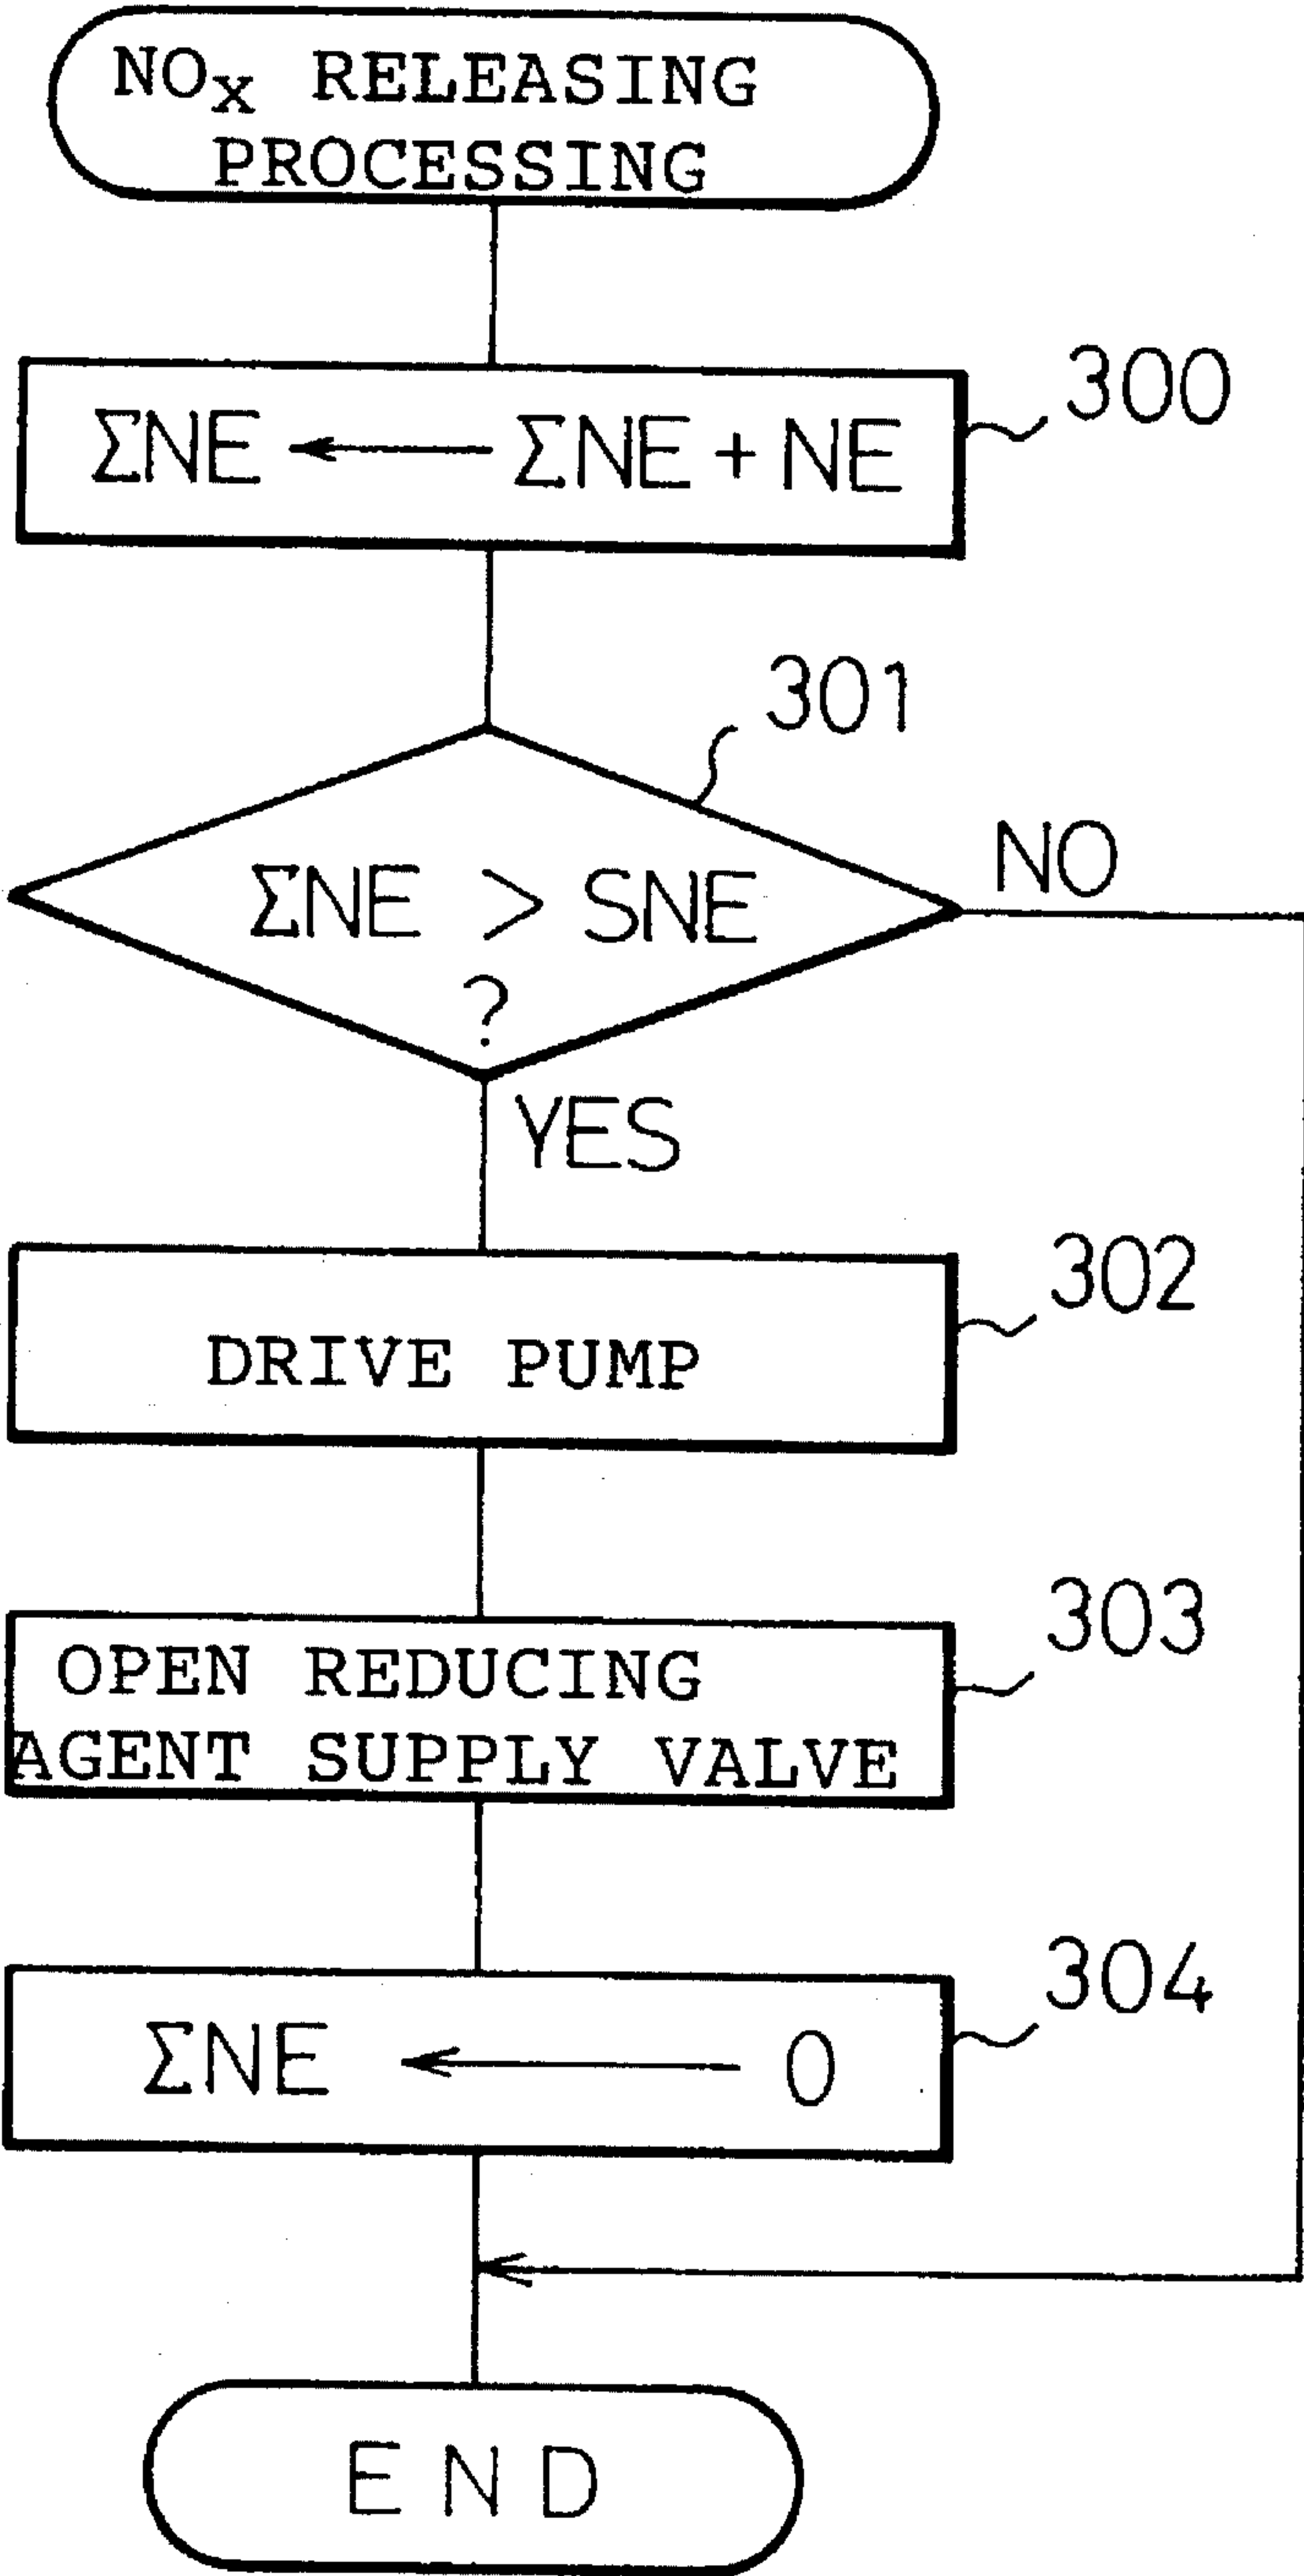 NOx RELEASING
PROCESSING
300
ΣNE ← ΣNE + NE
301
ΣNE > SNE
?
NO
YES
302
DRIVE PUMP
303
OPEN REDUCING
AGENT SUPPLY VALVE
304
ΣNE ← 0
END